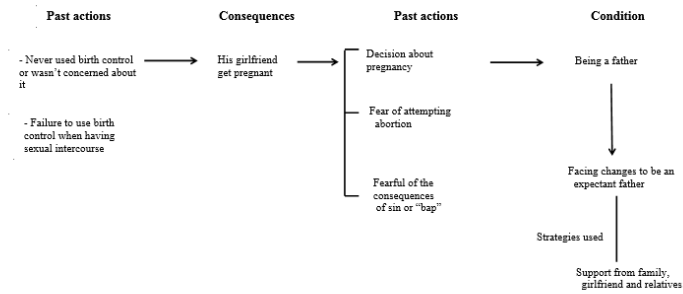 Past actions
Consequences
Past actions
Condition
- Never used birth control
or wasn't concerned about
it
- Failure to use birth
control when having
sexual intercourse
His girlfriend
get pregnant
Decision about
pregnancy
Fear of attempting
abortion
Fearful of the
consequences
of sin or “bap”
Being a father
Facing changes to be an
expectant father
Strategies used
Support from family,
girlfriend and relatives